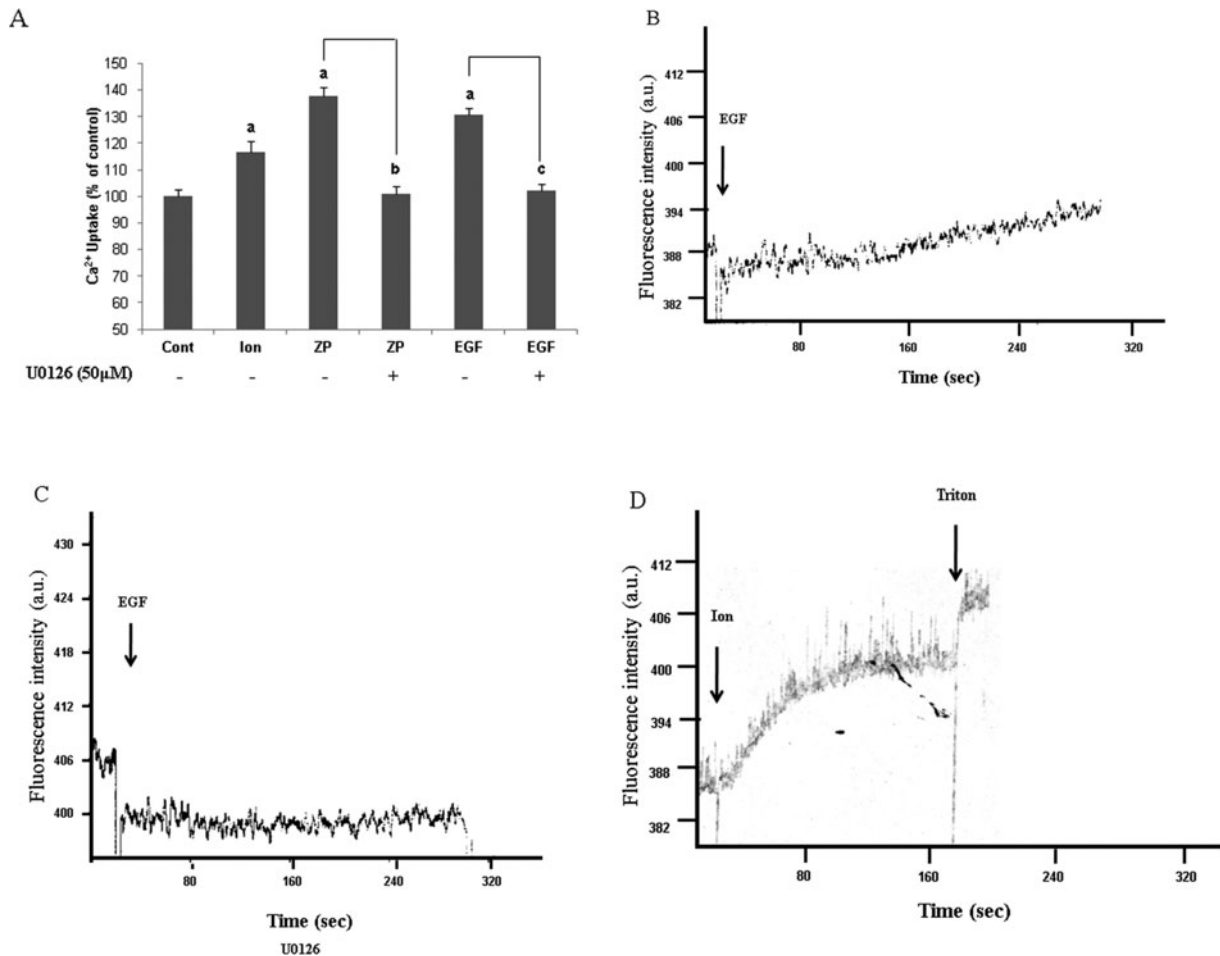 A
Ca²⁺ Uptake (% of control)
150
140
130
120
110
100
90
80
70
60
50
a
a
b
a
c
Cont Ion ZP ZP EGF EGF
U0126 (50μM) - - - + - +
B
Fluorescence intensity (a.u.)
412
406
400
394
388
382
EGF
80 160 240 320
Time (sec)
C
Fluorescence intensity (a.u.)
430
424
418
412
406
400
EGF
80 160 240 320
Time (sec)
U0126
D
Fluorescence intensity (a.u.)
412
406
400
394
388
382
Ion
Triton
80 160 240 320
Time (sec)